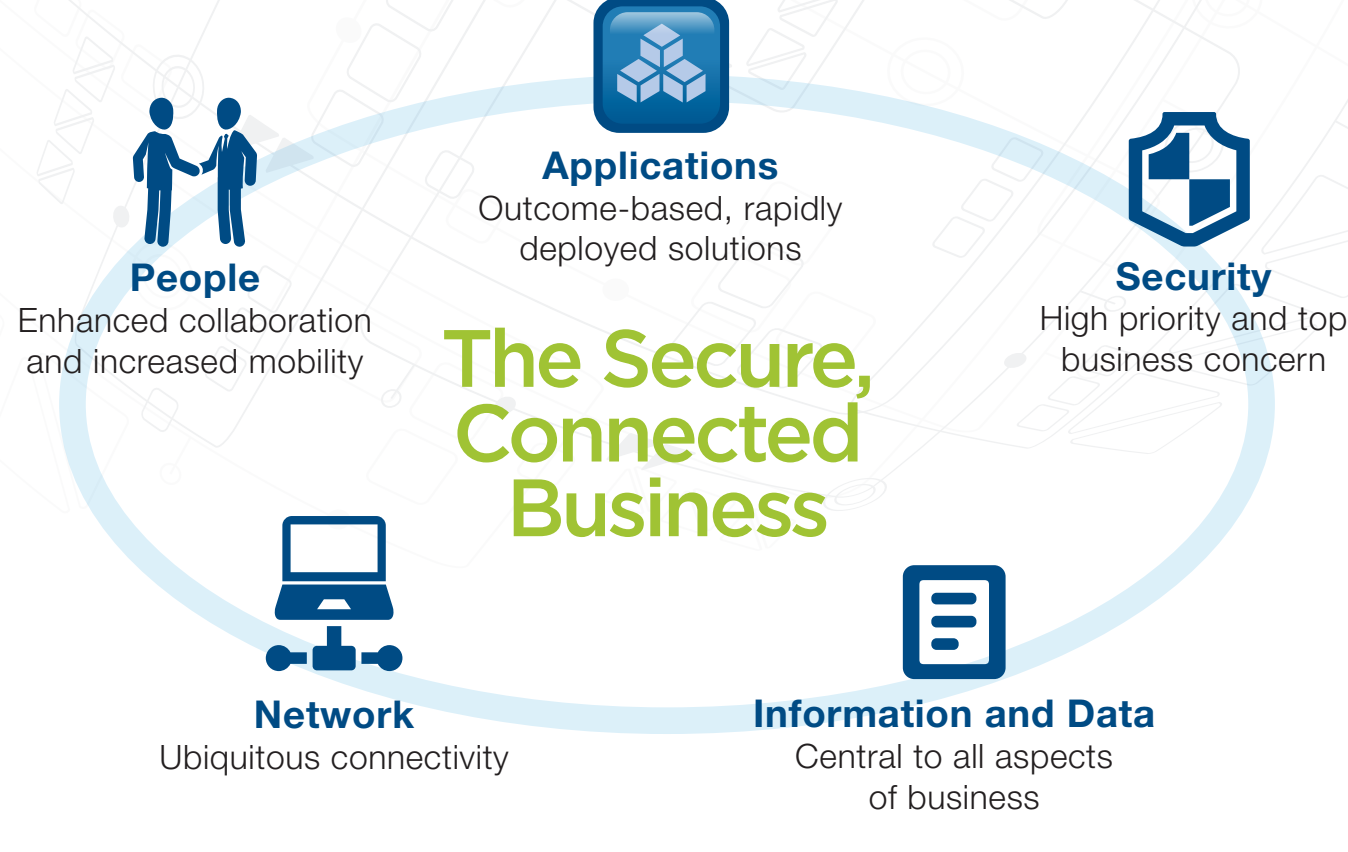 Applications
Outcome-based, rapidly
deployed solutions
People
Enhanced collaboration
and increased mobility
Security
High priority and top
business concern
The Secure,
Connected
Business
Network
Ubiquitous connectivity
Information and Data
Central to all aspects
of business